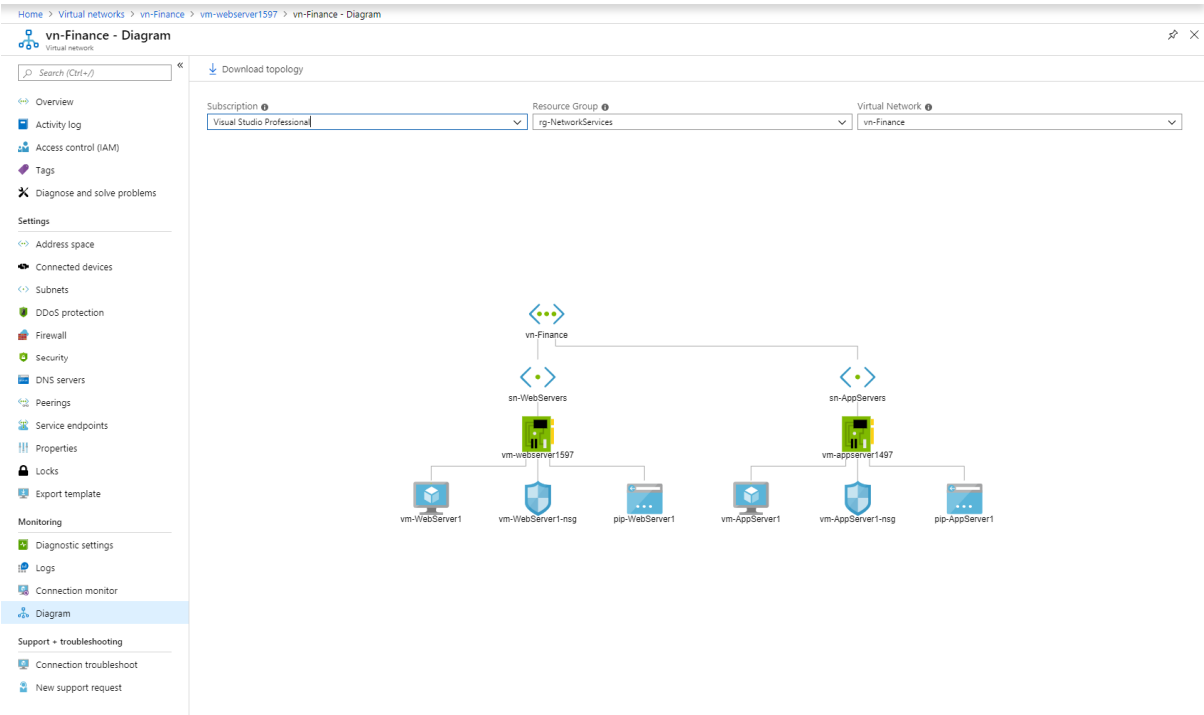 Home > Virtual networks > vn-Finance > vm-webserver1597 > vn-Finance - Diagram
vn-Finance - Diagram
Virtual network
Search (Ctrl+/)
«
Overview
Activity log
Access control (IAM)
Tags
Diagnose and solve problems
Settings
Address space
Connected devices
Subnets
DDoS protection
Firewall
Security
DNS servers
Peerings
Service endpoints
Properties
Locks
Export template
Monitoring
Diagnostic settings
Logs
Connection monitor
Diagram
Support + troubleshooting
Connection troubleshoot
New support request
Download topology
Subscription Resource Group Virtual Network
Visual Studio Professional rg-NetworkServices vn-Finance
vn-Finance
sn-WebServers sn-AppServers
vm-webserver1597 vm-appserver1497
vm-WebServer1 vm-WebServer1-nsg pip-WebServer1 vm-AppServer1 vm-AppServer1-nsg pip-AppServer1